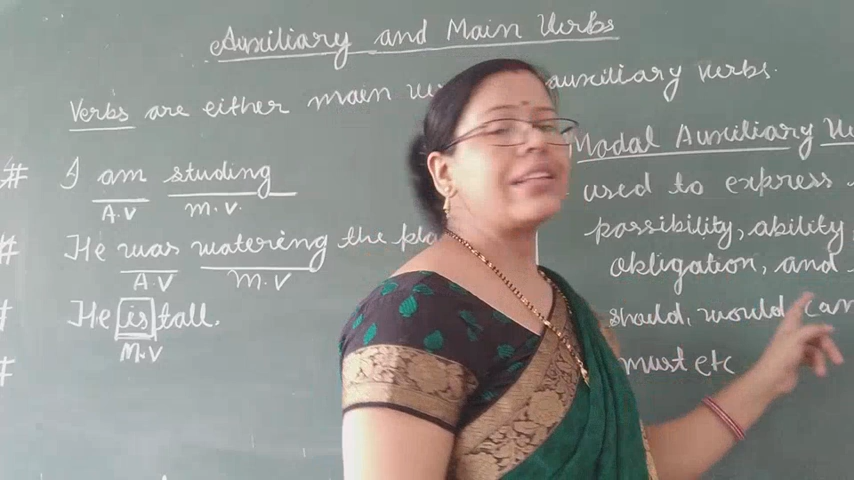 Auxiliary and Main Verbs
Verbs are either main auxiliary verbs.
# I am studing
A.V m.v.
# He was watering the
A.V m.v
# He is tall.
M.V
#
Modal Auxiliary
used to express
possibility, ability,
obligation, and
should, would, can
must etc